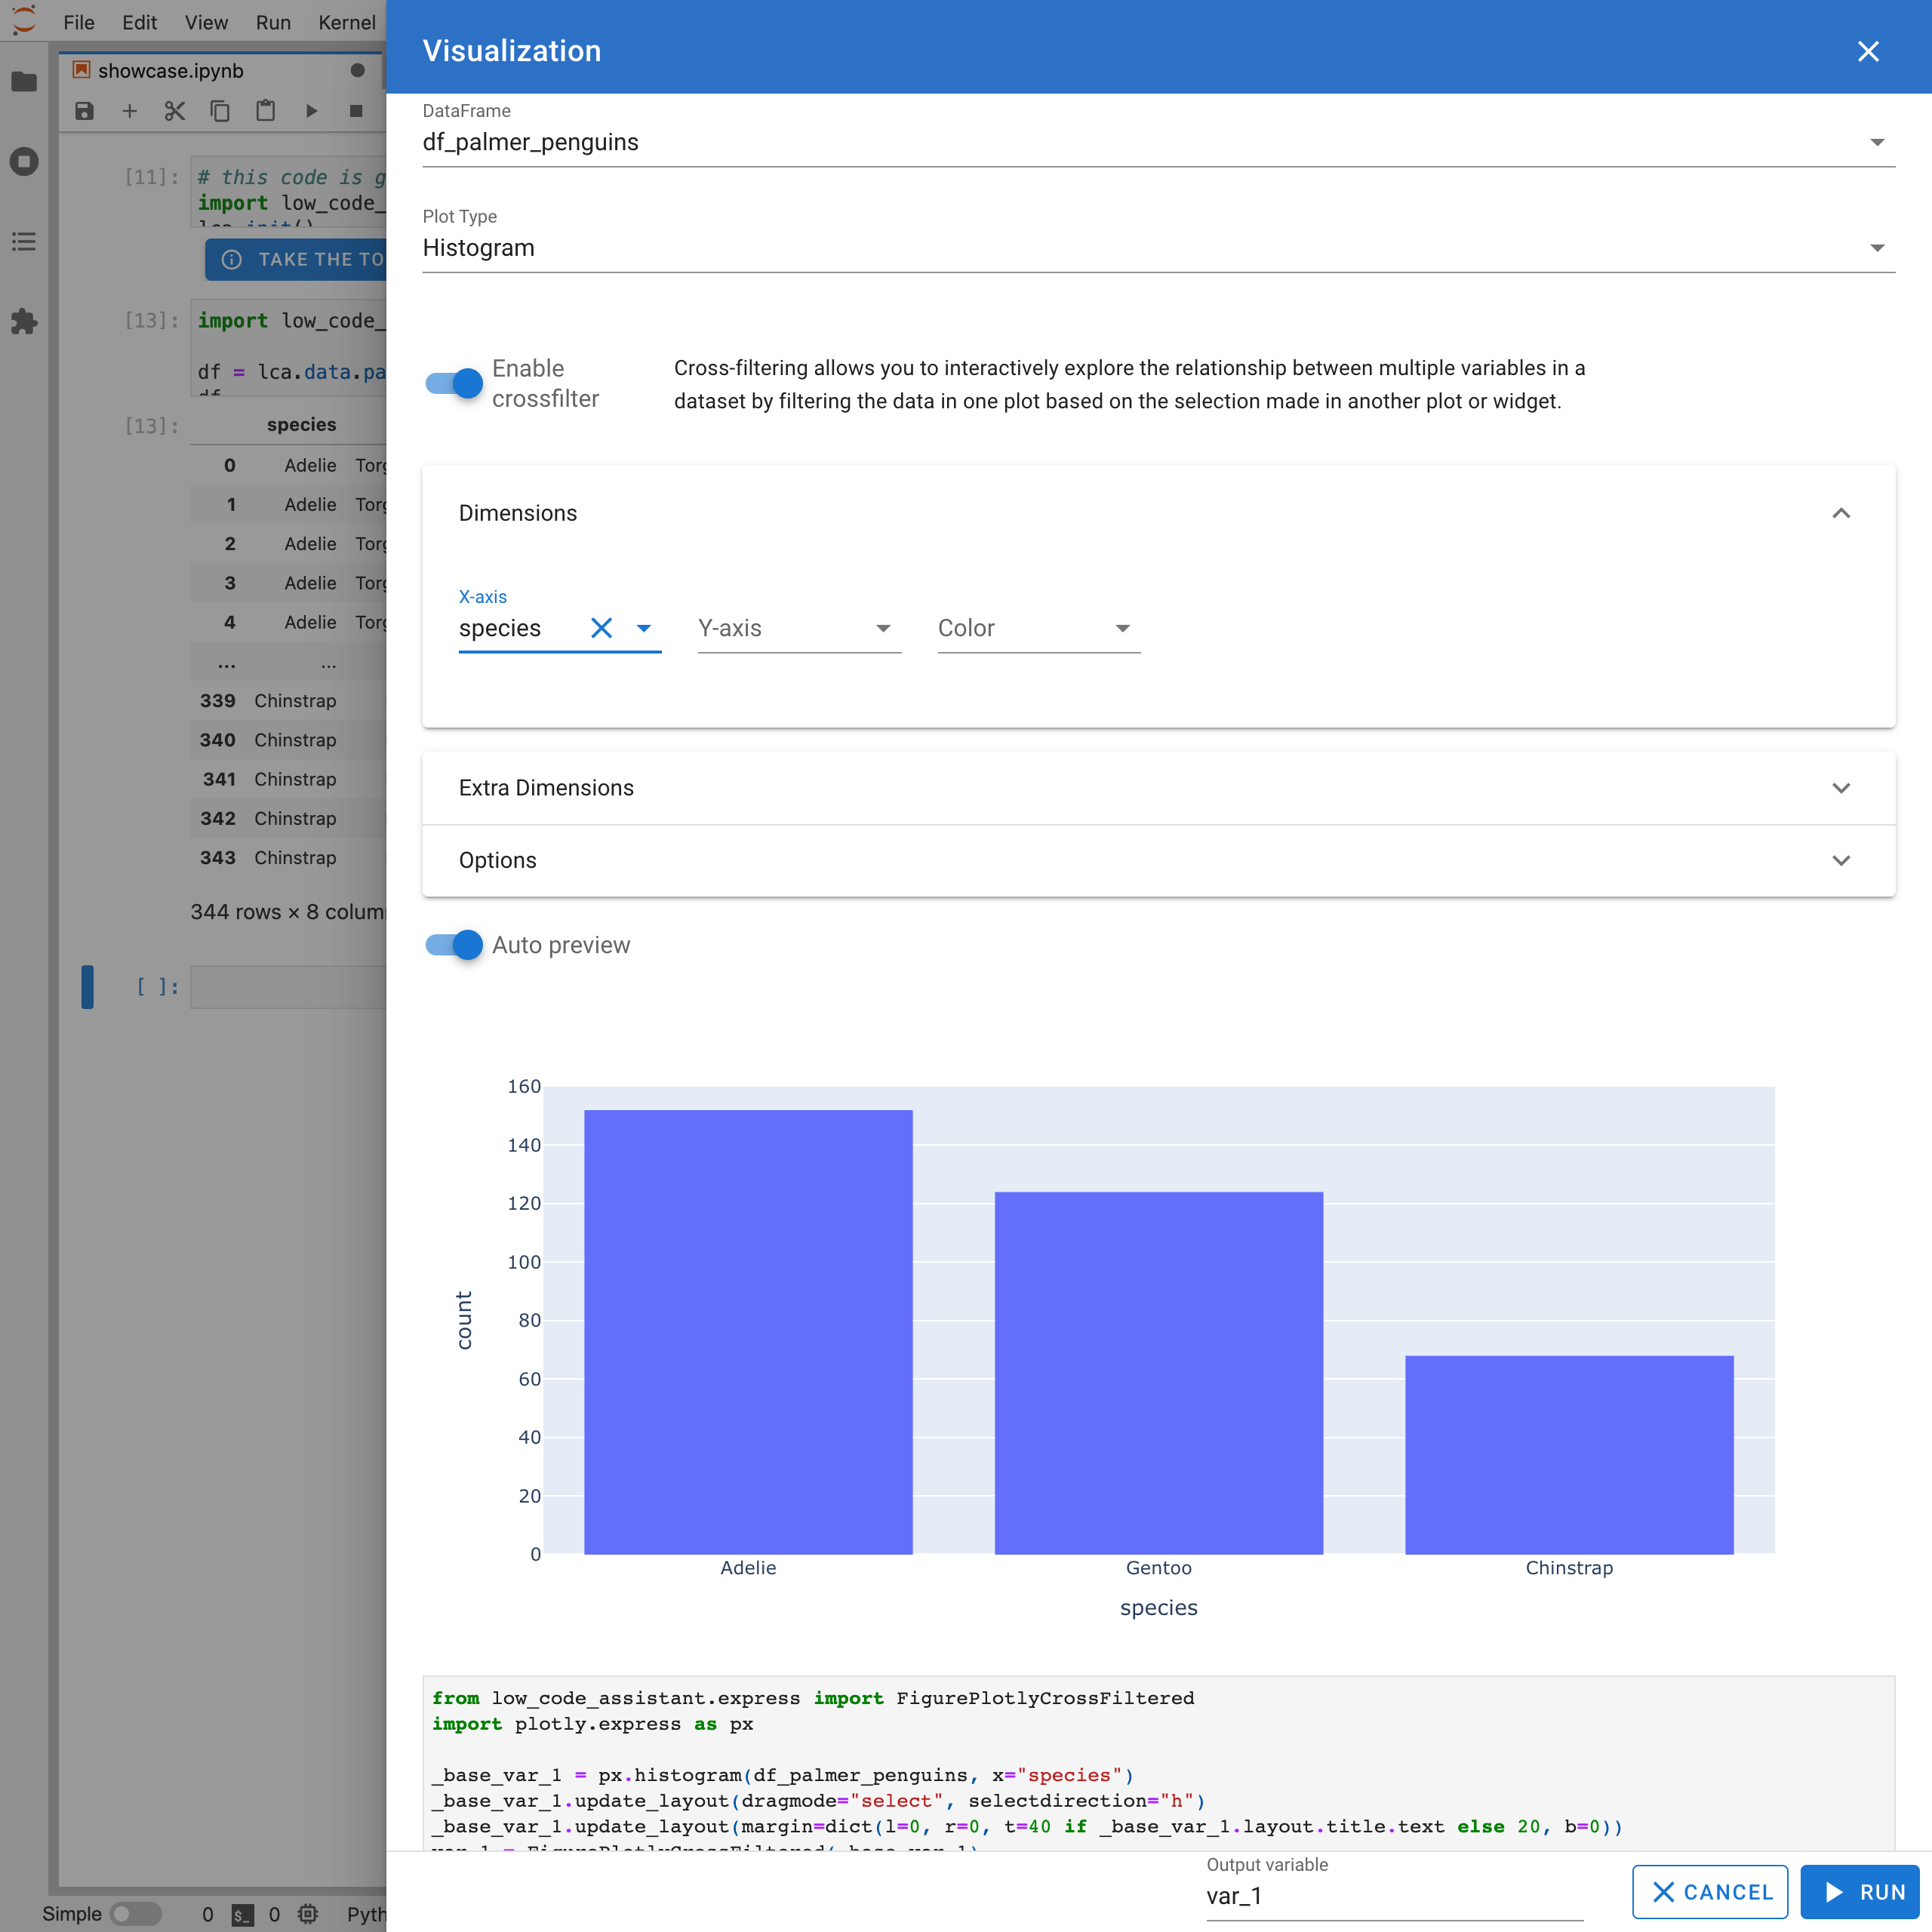 File Edit View Run Kernel
showcase.ipynb
[11]:
# this code is g
import low_code_
TAKE THE TO
[13]:
import low_code_
df = lca.data.pa
df
[13]:
species
0 Adelie Torg
1 Adelie Torg
2 Adelie Torg
3 Adelie Torg
4 Adelie Torg
... ...
339 Chinstrap
340 Chinstrap
341 Chinstrap
342 Chinstrap
343 Chinstrap
344 rows × 8 colum
[ ]:
Simple 0 $_ 0 Pyth
Visualization
DataFrame
df_palmer_penguins
Plot Type
Histogram
Enable
crossfilter
Cross-filtering allows you to interactively explore the relationship between multiple variables in a
dataset by filtering the data in one plot based on the selection made in another plot or widget.
Dimensions
X-axis
species Y-axis Color
Extra Dimensions
Options
Auto preview
160
140
120
100
80
60
40
20
0
count
Adelie Gentoo Chinstrap
species
from low_code_assistant.express import FigurePlotlyCrossFiltered
import plotly.express as px
_base_var_1 = px.histogram(df_palmer_penguins, x="species")
_base_var_1.update_layout(dragmode="select", selectdirection="h")
_base_var_1.update_layout(margin=dict(l=0, r=0, t=40 if _base_var_1.layout.title.text else 20, b=0))
var_1 = FigurePlotlyCrossFiltered(_base_var_1)
Output variable
var_1
CANCEL
RUN